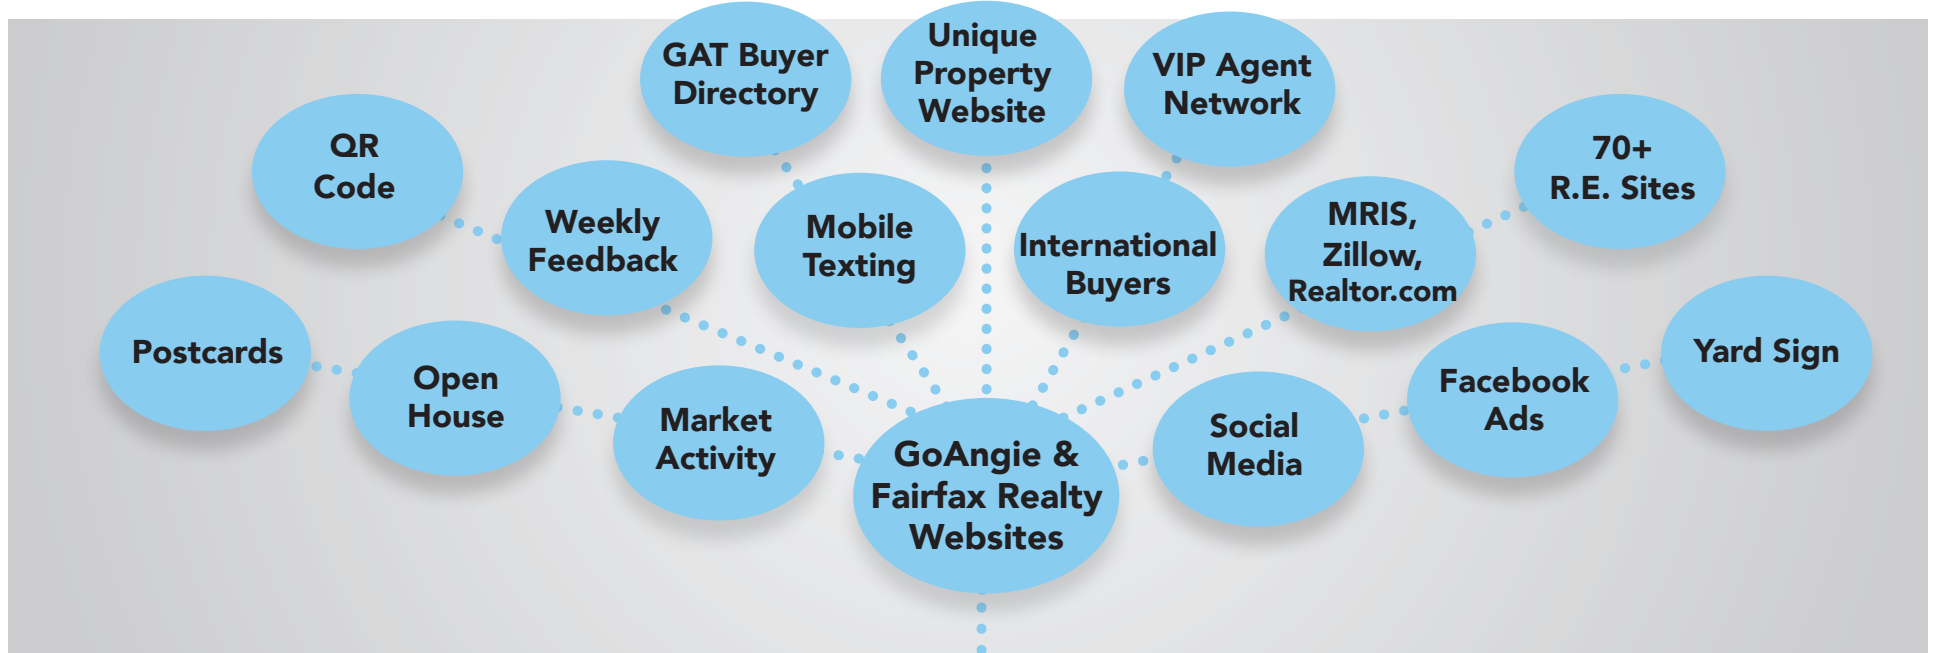 GAT Buyer
Directory
Unique
Property
Website
VIP Agent
Network
QR
Code
70+
R.E. Sites
Weekly
Feedback
Mobile
Texting
International
Buyers
MRIS,
Zillow,
Realtor.com
Postcards
Open
House
Market
Activity
GoAngie &
Fairfax Realty
Websites
Social
Media
Facebook
Ads
Yard Sign